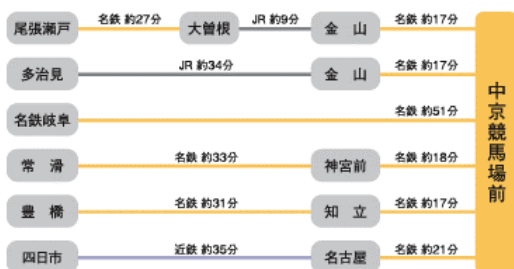 尾張瀬戸 名鉄 約27分 大曽根 JR 約9分 金山 名鉄 約17分
多治見 JR 約34分 金山 名鉄 約17分
名鉄岐阜 名鉄 約51分
常滑 名鉄 約33分 神宮前 名鉄 約18分
豊橋 名鉄 約31分 知立 名鉄 約17分
四日市 近鉄 約35分 名古屋 名鉄 約21分
中京競馬場前